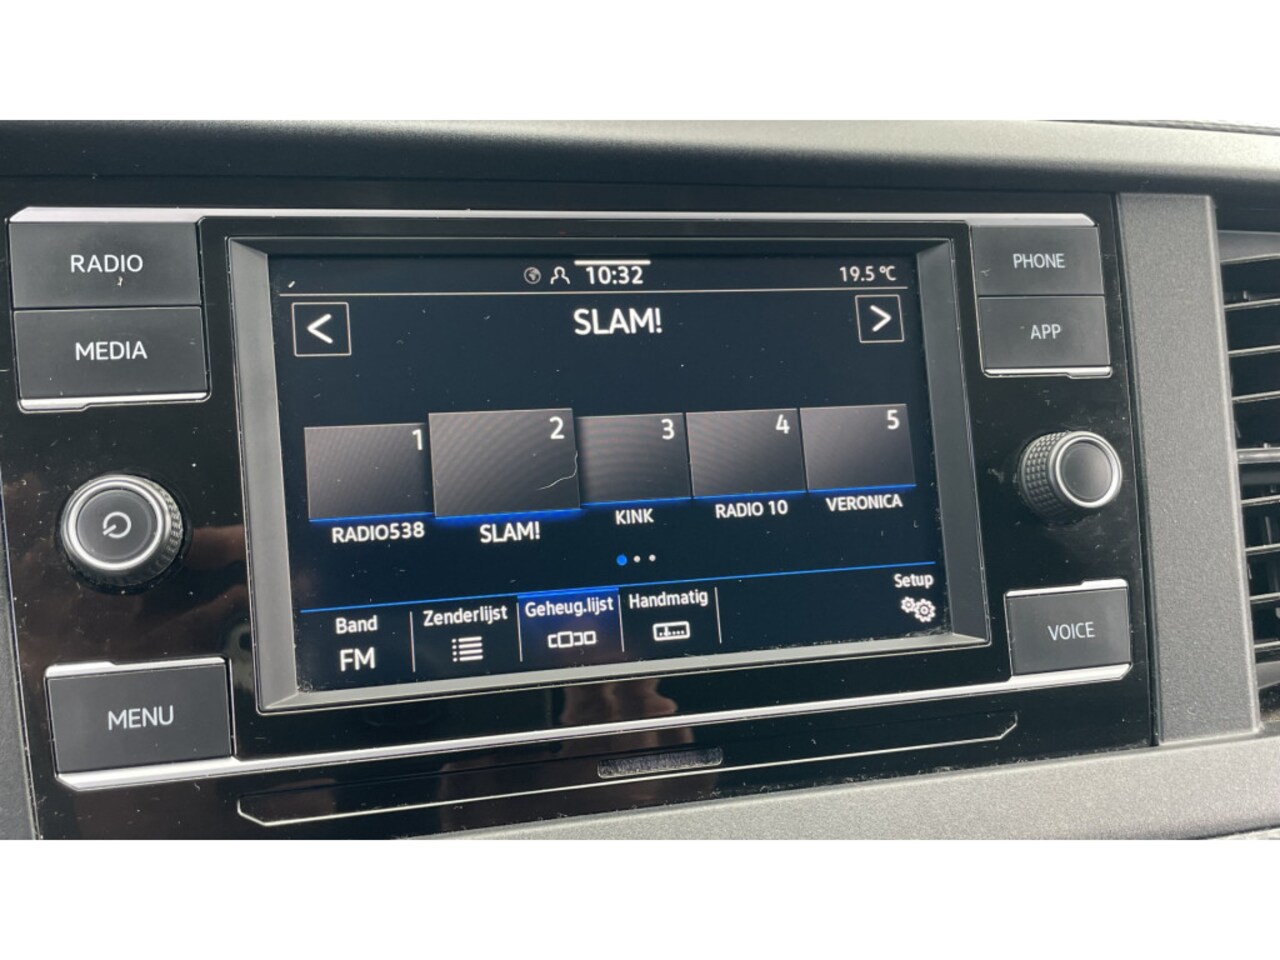 RADIO
MEDIA
MENU
10:32
19.5 °C
<
SLAM!
>
1
2
3
4
5
RADIO538
SLAM!
KINK
RADIO 10
VERONICA
Band
FM
Zenderlijst
Geheug.lijst
Handmatig
Setup
PHONE
APP
VOICE